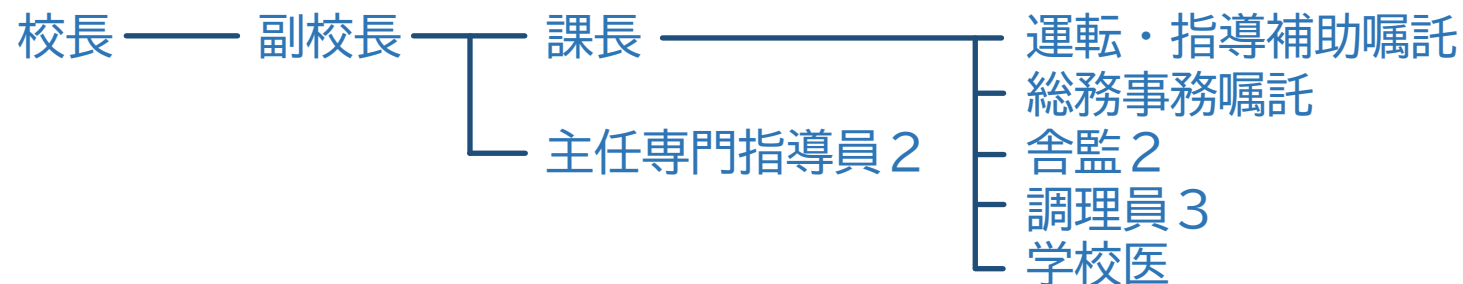 校長 副校長 課長 運転・指導補助嘱託
総務事務嘱託
主任専門指導員２ 舎監２
調理員３
学校医